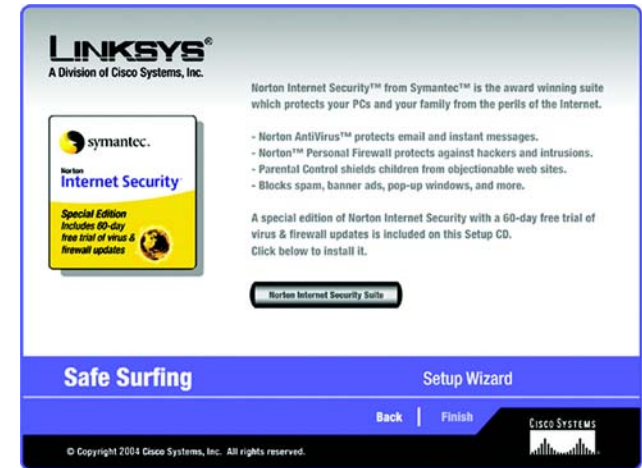 LINKSYS®
A Division of Cisco Systems, Inc.
symantec.
Norton
Internet Security
Special Edition
Includes 60-day
free trial of virus &
firewall updates
Norton Internet Security™ from Symantec™ is the award winning suite
which protects your PCs and your family from the perils of the Internet.
- Norton AntiVirus™ protects email and instant messages.
- Norton™ Personal Firewall protects against hackers and intrusions.
- Parental Control shields children from objectionable web sites.
- Blocks spam, banner ads, pop-up windows, and more.
A special edition of Norton Internet Security with a 60-day free trial of
virus & firewall updates is included on this Setup CD.
Click below to install it.
Norton Internet Security Suite
Safe Surfing
Setup Wizard
Back
Finish
CISCO SYSTEMS
© Copyright 2004 Cisco Systems, Inc. All rights reserved.